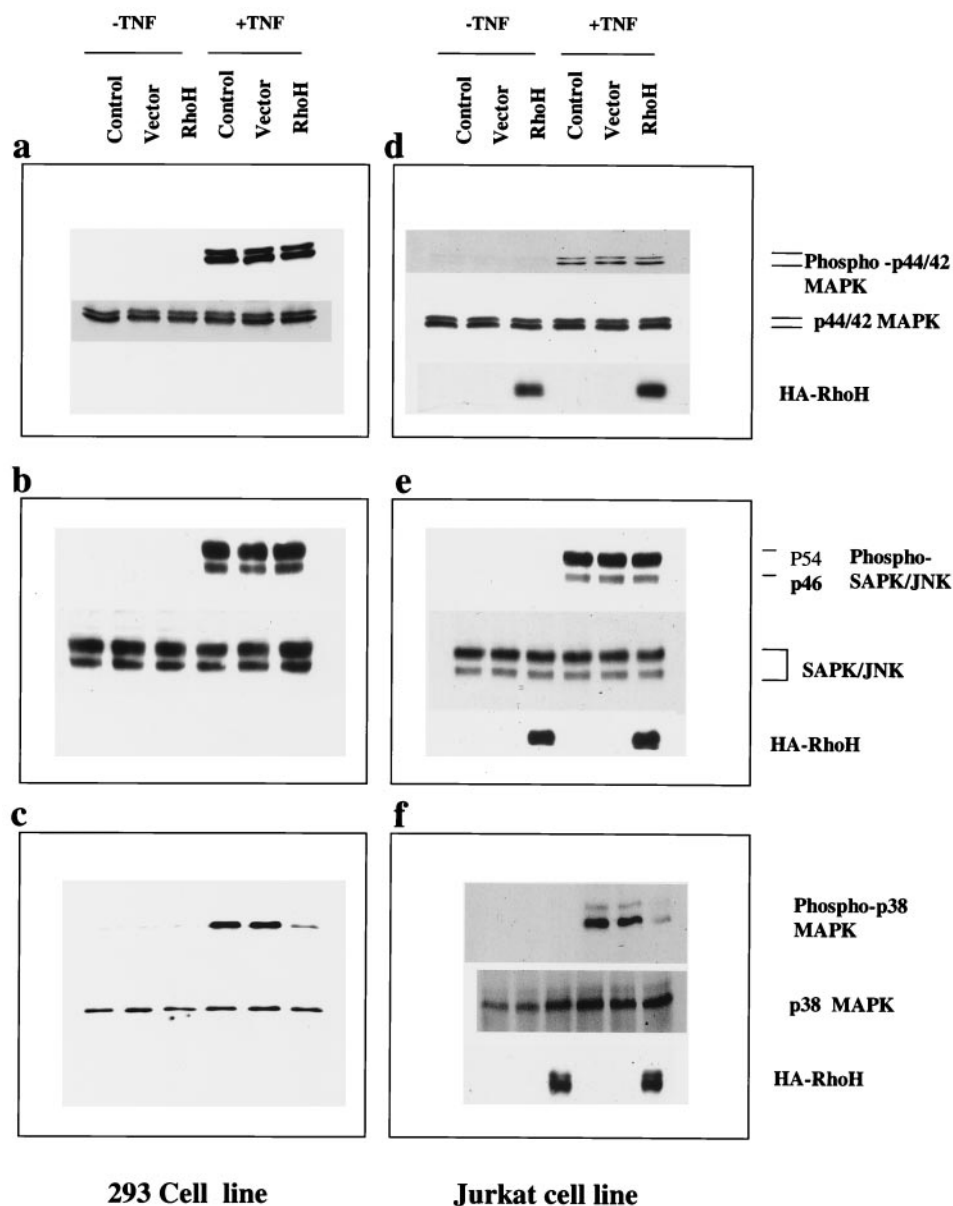 -TNF +TNF -TNF +TNF
Control Vector RhoH Control Vector RhoH Control Vector RhoH Control Vector RhoH
a d
Phospho -p44/42
MAPK
p44/42 MAPK
HA-RhoH
b e
P54 Phospho-
p46 SAPK/JNK
SAPK/JNK
HA-RhoH
c f
Phospho-p38
MAPK
p38 MAPK
HA-RhoH
293 Cell line Jurkat cell line